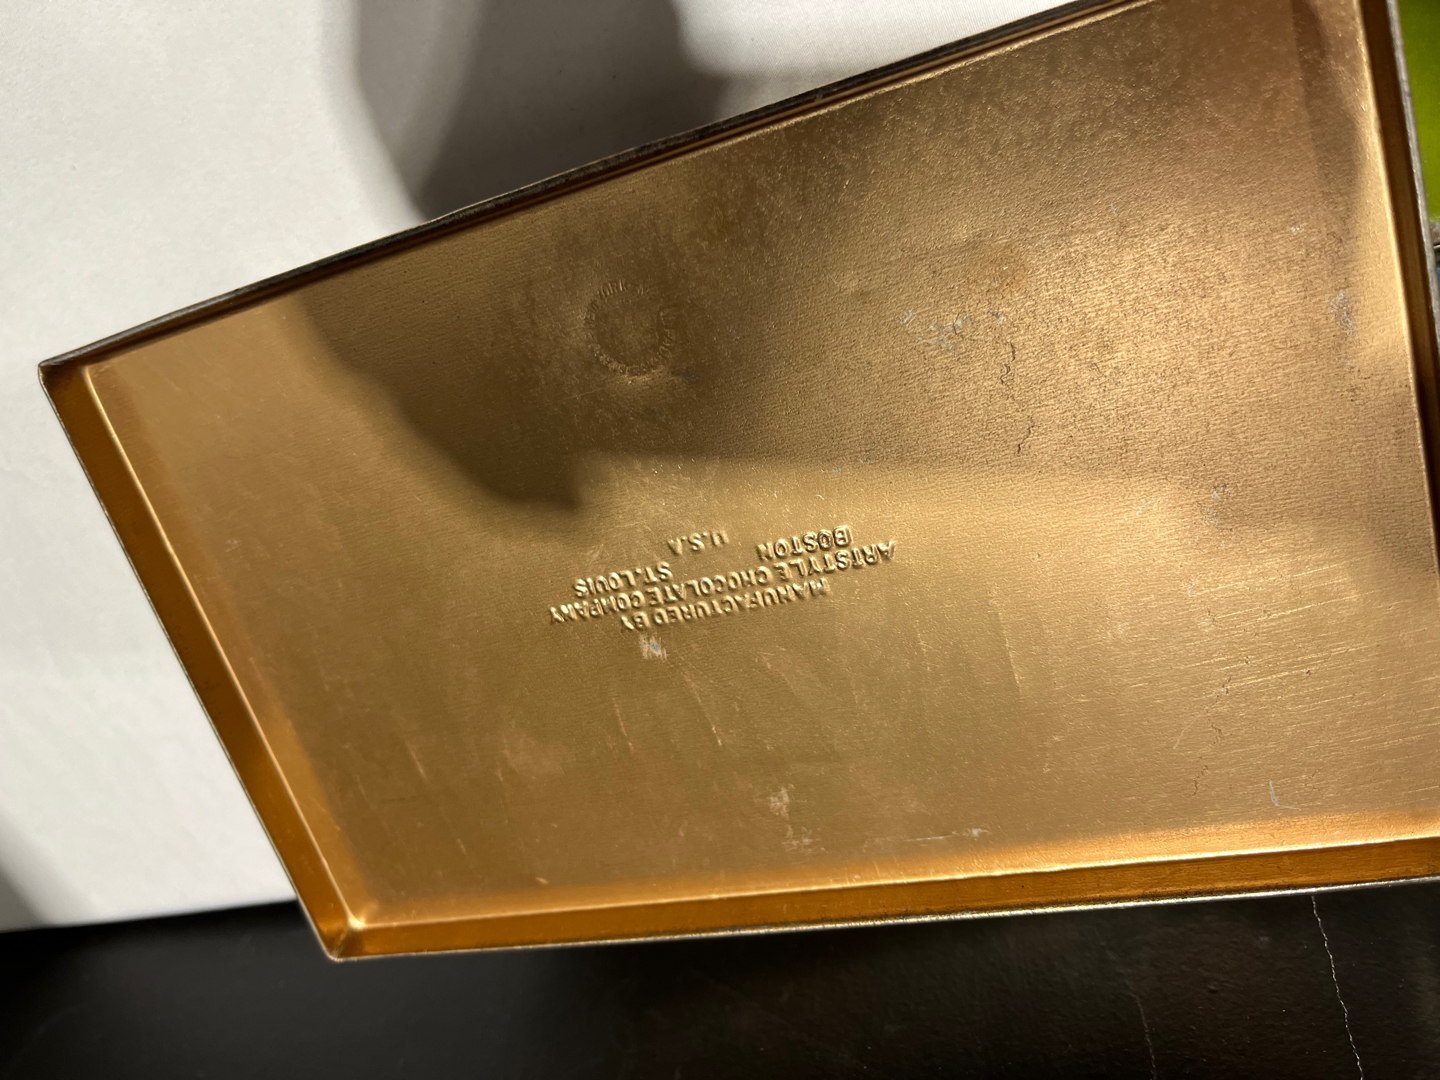 MANUFACTURED BY
ARTSTYLE CHOCOLATE COMPANY
BOSTON ST. LOUIS
U.S.A